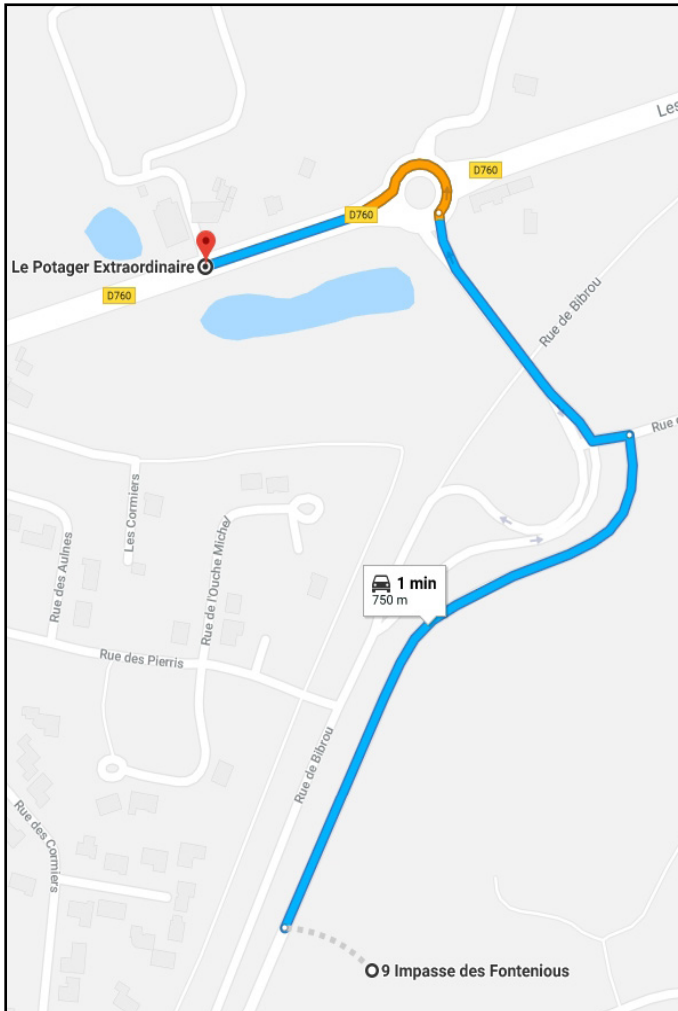 Les
D760
D760
Le Potager Extraordinaire
D760
Rue de Bibrou
Rue d
Les Cormiers
Rue des Aulnes
Rue de l'Ouche Miche
1 min
750 m
Rue des Pierris
Rue de Bibrou
Rue des Cormiers
9 Impasse des Fontenious